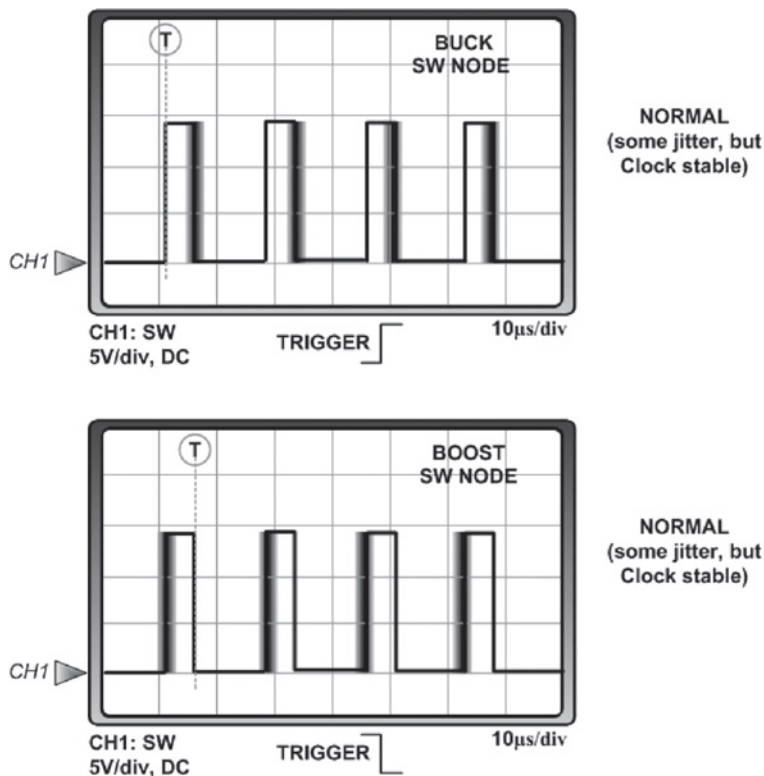 T
BUCK
SW NODE
NORMAL
(some jitter, but
Clock stable)
CH1
CH1: SW
5V/div, DC
TRIGGER
10μs/div
T
BOOST
SW NODE
NORMAL
(some jitter, but
Clock stable)
CH1
CH1: SW
5V/div, DC
TRIGGER
10μs/div